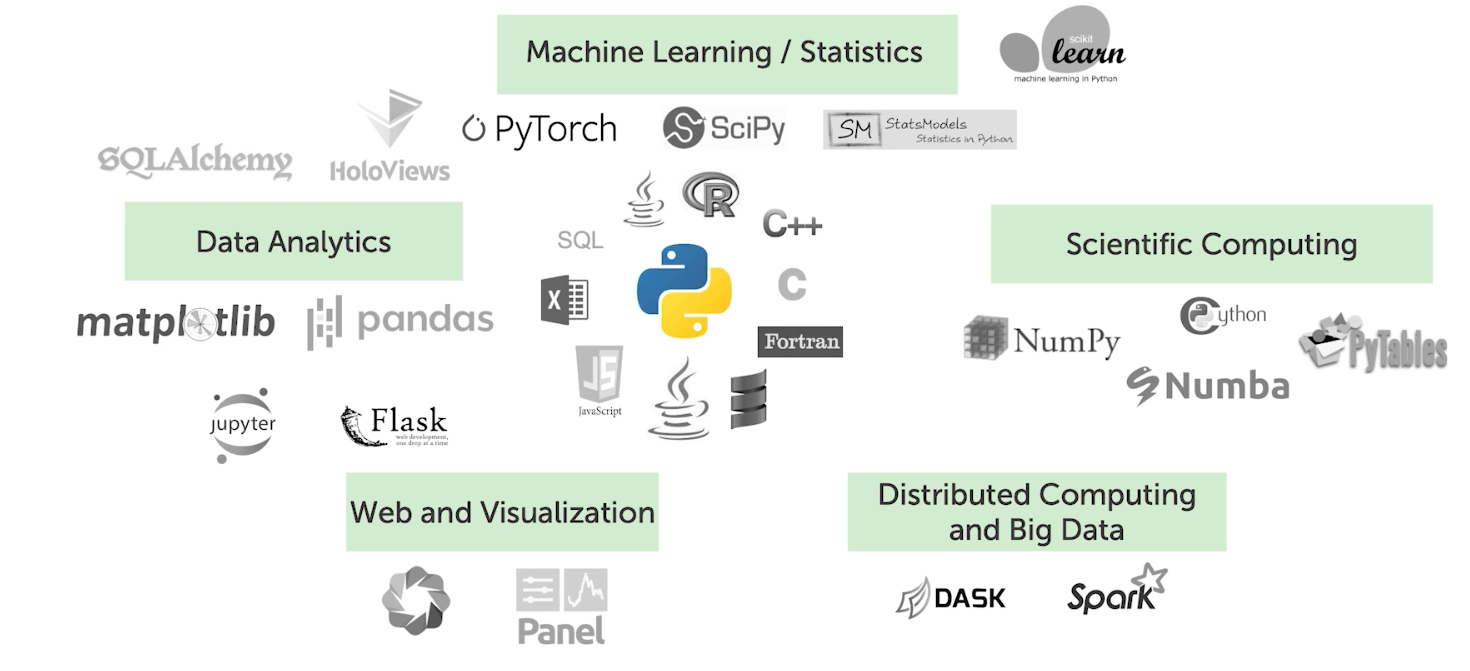 Machine Learning / Statistics
scikit
learn
machine learning in Python
PyTorch
SciPy
SM
StatsModels
Statistics in Python
SQLAlchemy
HoloViews
R
C++
SQL
Data Analytics
Scientific Computing
X
C
matplotlib
pandas
Fortran
NumPy
Cython
PyTables
Numba
JS
JavaScript
jupyter
Flask
web development,
one drop at a time
Web and Visualization
Distributed Computing
and Big Data
Panel
DASK
Spark